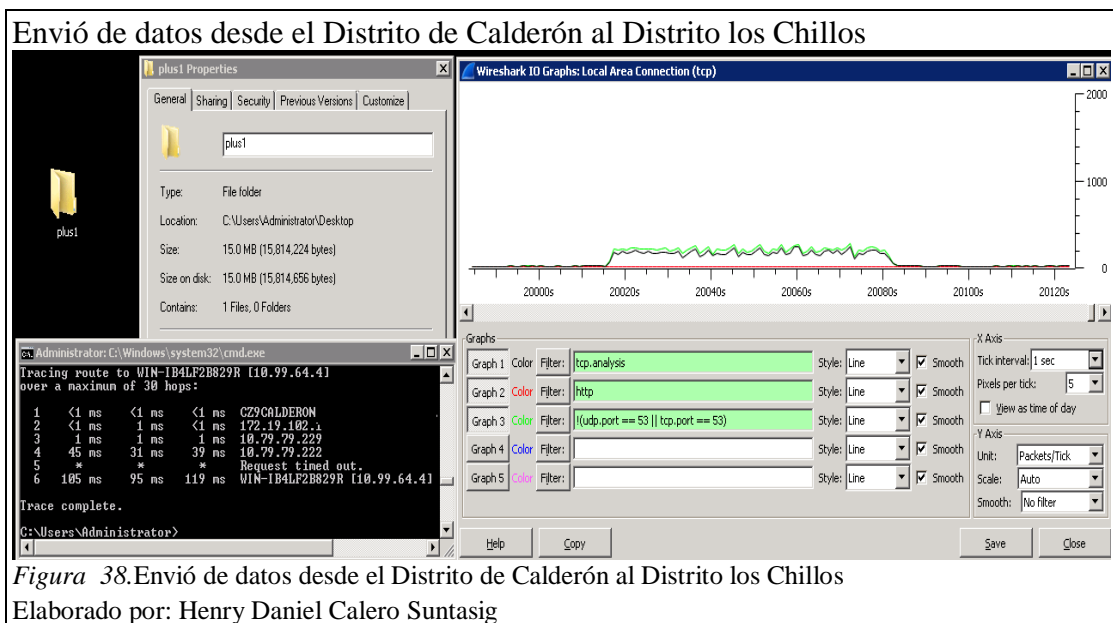 Envió de datos desde el Distrito de Calderón al Distrito los Chillos
plus1
plus1 Properties
General Sharing Security Previous Versions Customize
plus1
Type: File folder
Location: C:\Users\Administrator\Desktop
Size: 15.0 MB (15,814,224 bytes)
Size on disk: 15.0 MB (15,814,656 bytes)
Contains: 1 Files, 0 Folders
Administrator: C:\Windows\system32\cmd.exe
Tracing route to WIN-IB4LF2B829R [10.99.64.4]
over a maximum of 30 hops:
1 <1 ms <1 ms <1 ms CZ9CALDERON
2 <1 ms 1 ms <1 ms 172.19.102.1
3 1 ms 1 ms 1 ms 10.79.79.229
4 45 ms 31 ms 39 ms 10.79.79.222
5 * * * Request timed out.
6 105 ms 95 ms 119 ms WIN-IB4LF2B829R [10.99.64.4]
Trace complete.
C:\Users\Administrator>
Wireshark IO Graphs: Local Area Connection (tcp)
2000
1000
0
20000s 20020s 20040s 20060s 20080s 20100s 20120s
Graphs
Graph 1 Color Filter: tcp.analysis Style: Line Smooth
Graph 2 Color Filter: http Style: Line Smooth
Graph 3 Color Filter: !(udp.port == 53 || tcp.port == 53) Style: Line Smooth
Graph 4 Color Filter: Style: Line Smooth
Graph 5 Color Filter: Style: Line Smooth
X Axis
Tick interval: 1 sec
Pixels per tick: 5
View as time of day
Y Axis
Unit: Packets/Tick
Scale: Auto
Smooth: No filter
Help Copy Save Close
Figura 38.Envió de datos desde el Distrito de Calderón al Distrito los Chillos
Elaborado por: Henry Daniel Calero Suntasig